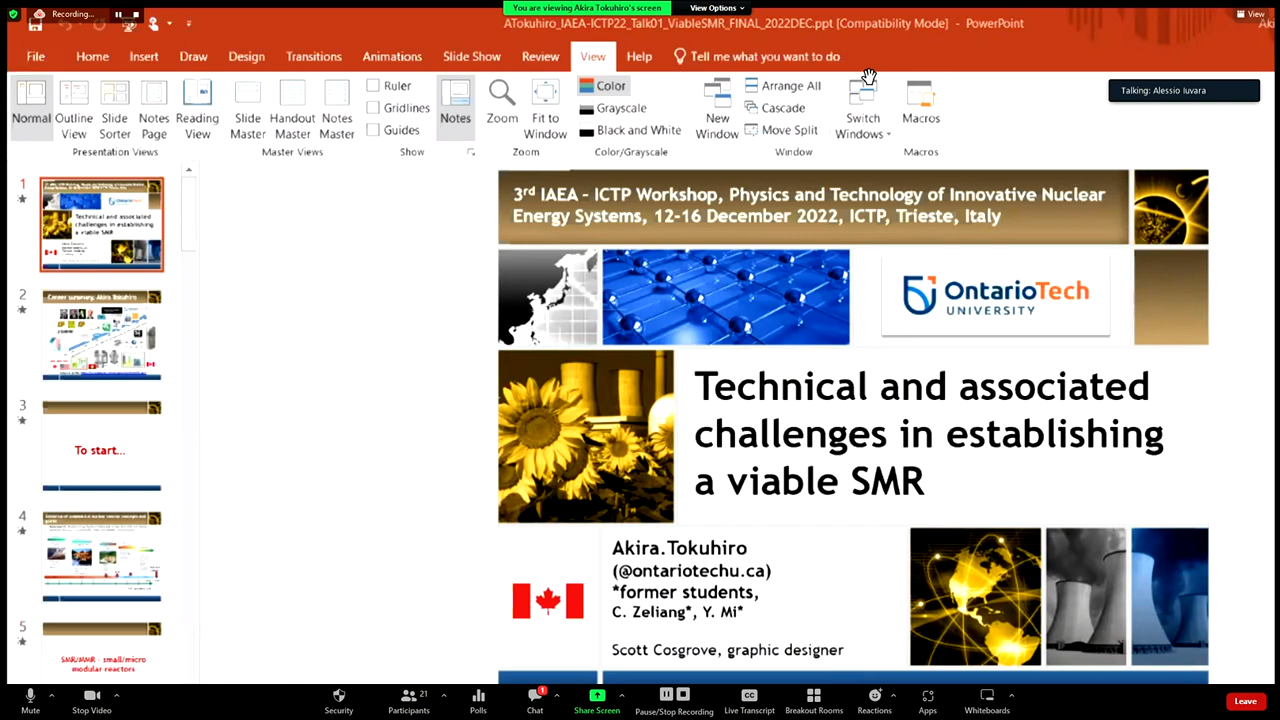 Recording...
You are viewing Akira Tokuhiro's screen
View Options
View
ATokuhiro_IAEA-ICTP22_Talk01_ViableSMR_FINAL_2022DEC.ppt [Compatibility Mode] - PowerPoint
File Home Insert Draw Design Transitions Animations Slide Show Review View Help Tell me what you want to do
Talking: Alessio Iuvara
Normal
Outline View
Slide Sorter
Notes Page
Reading View
Presentation Views
Slide Master
Handout Master
Notes Master
Master Views
Ruler
Gridlines
Guides
Show
Notes
Zoom
Fit to Window
Zoom
Color
Grayscale
Black and White
Color/Grayscale
New Window
Arrange All
Cascade
Move Split
Switch Windows
Window
Macros
Macros
1
Technical and associated
challenges in establishing
a viable SMR
2
Career summary, Akira Tokuhiro
3
To start...
4
5
SMR/MMR - small/micro
modular reactors
3rd IAEA – ICTP Workshop, Physics and Technology of Innovative Nuclear
Energy Systems, 12-16 December 2022, ICTP, Trieste, Italy
OntarioTech
UNIVERSITY
Technical and associated
challenges in establishing
a viable SMR
Akira.Tokuhiro
(@ontariotechu.ca)
*former students,
C. Zeliang*, Y. Mi*
Scott Cosgrove, graphic designer
Mute
Stop Video
Security
21
Participants
Polls
1
Chat
Share Screen
Pause/Stop Recording
CC
Live Transcript
Breakout Rooms
Reactions
Apps
Whiteboards
Leave